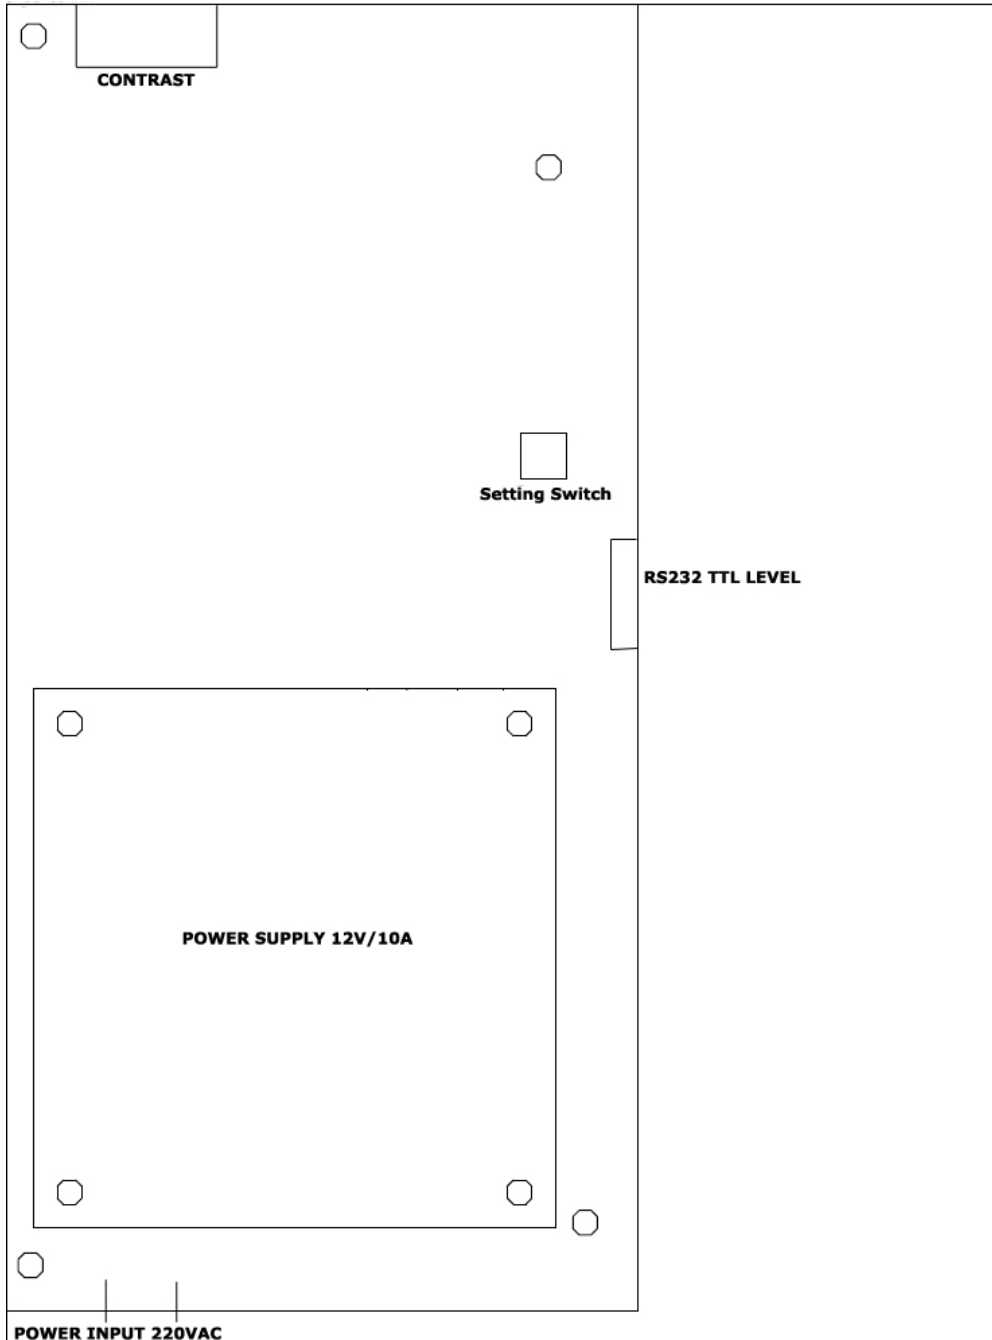 CONTRAST
Setting Switch
RS232 TTL LEVEL
POWER SUPPLY 12V/10A
POWER INPUT 220VAC